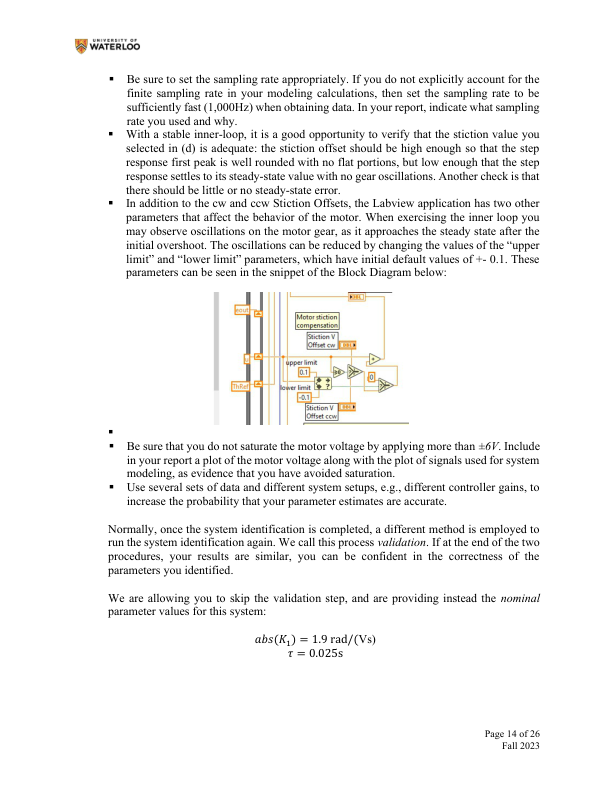 UNIVERSITY OF
WATERLOO
▪ Be sure to set the sampling rate appropriately. If you do not explicitly account for the
finite sampling rate in your modeling calculations, then set the sampling rate to be
sufficiently fast (1,000Hz) when obtaining data. In your report, indicate what sampling
rate you used and why.
▪ With a stable inner-loop, it is a good opportunity to verify that the stiction value you
selected in (d) is adequate: the stiction offset should be high enough so that the step
response first peak is well rounded with no flat portions, but low enough that the step
response settles to its steady-state value with no gear oscillations. Another check is that
there should be little or no steady-state error.
▪ In addition to the cw and ccw Stiction Offsets, the Labview application has two other
parameters that affect the behavior of the motor. When exercising the inner loop you
may observe oscillations on the motor gear, as it approaches the steady state after the
initial overshoot. The oscillations can be reduced by changing the values of the “upper
limit” and “lower limit” parameters, which have initial default values of +- 0.1. These
parameters can be seen in the snippet of the Block Diagram below:
DBL
ecut
Motor stiction
compensation
Stiction V
Offset cw
DBL
u
upper limit
0.1
0
ThRef
lower limit
-0.1
Stiction V
Offset ccw
DBL
▪
▪ Be sure that you do not saturate the motor voltage by applying more than ±6V. Include
in your report a plot of the motor voltage along with the plot of signals used for system
modeling, as evidence that you have avoided saturation.
▪ Use several sets of data and different system setups, e.g., different controller gains, to
increase the probability that your parameter estimates are accurate.
Normally, once the system identification is completed, a different method is employed to
run the system identification again. We call this process validation. If at the end of the two
procedures, your results are similar, you can be confident in the correctness of the
parameters you identified.
We are allowing you to skip the validation step, and are providing instead the nominal
parameter values for this system:
abs(K₁) = 1.9 rad/(Vs)
τ = 0.025s
Page 14 of 26
Fall 2023